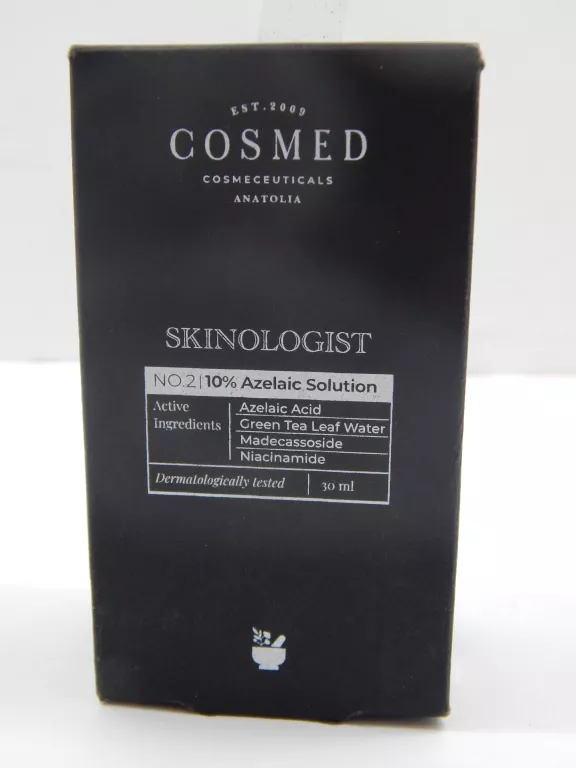 EST.2009
COSMED
COSMECEUTICALS
ANATOLIA
SKINOLOGIST
NO.2|10% Azelaic Solution
Active
Ingredients
Azelaic Acid
Green Tea Leaf Water
Madecassoside
Niacinamide
Dermatologically tested
30 ml